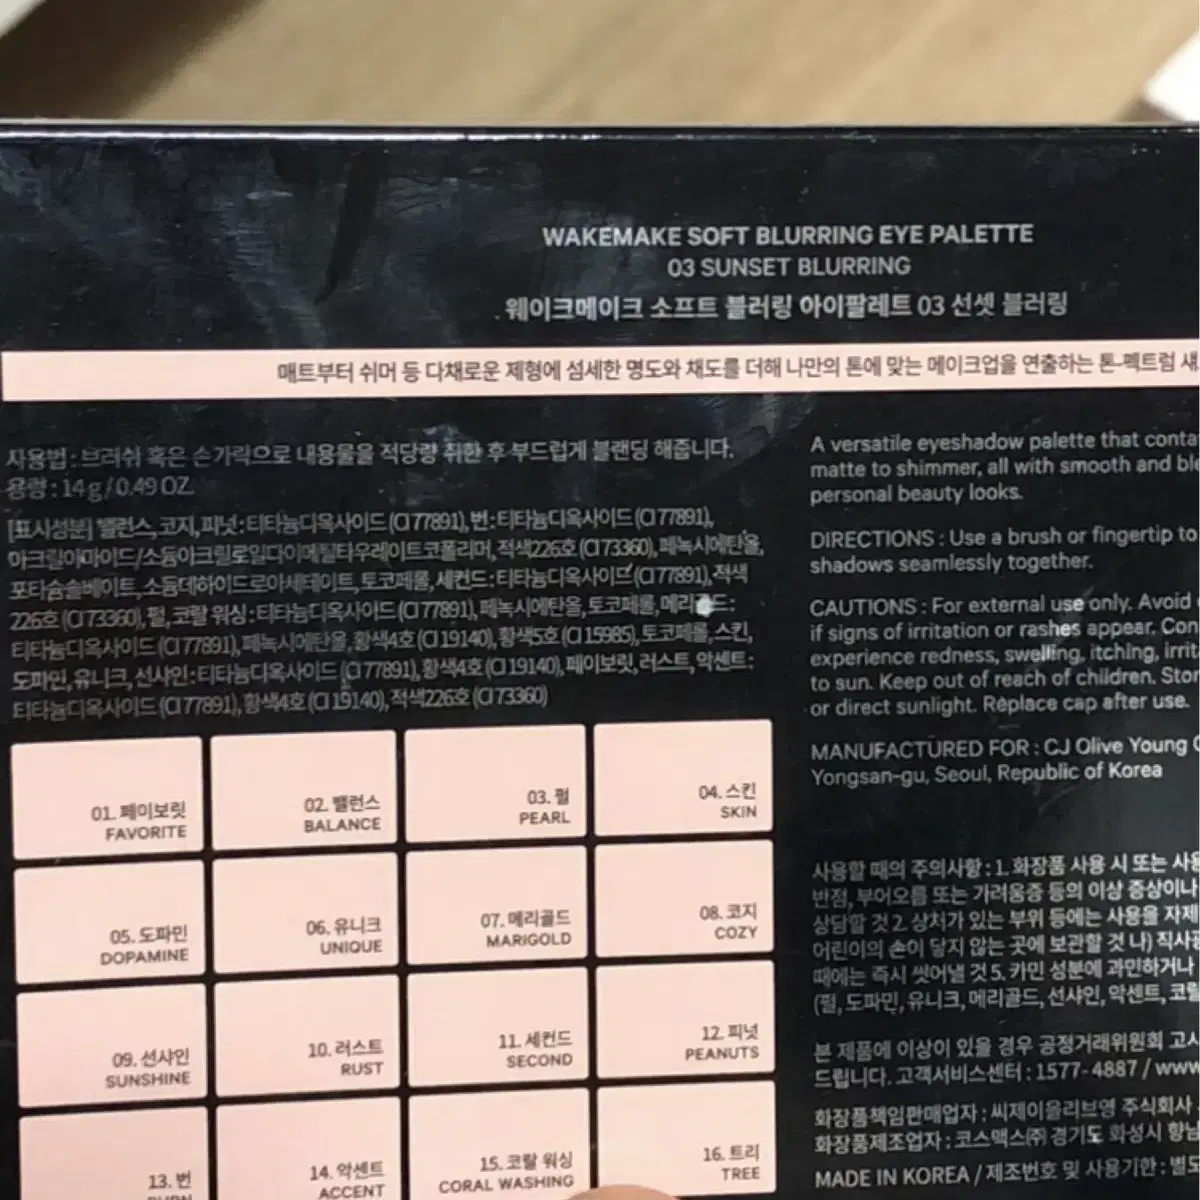 WAKEMAKE SOFT BLURRING EYE PALETTE
03 SUNSET BLURRING
웨이크메이크 소프트 블러링 아이팔레트 03 선셋 블러링
매트부터 쉬머 등 다채로운 제형에 섬세한 명도와 채도를 더해 나만의 톤에 맞는 메이크업을 연출하는 톤-펙트럼 섀
사용법 : 브러쉬 혹은 손가락으로 내용물을 적당량 취한 후 부드럽게 블랜딩 해줍니다.
용량 : 14 g / 0.49 OZ.
[표시성분] 밸런스, 코지, 피넛 : 티타늄디옥사이드 (CI 77891), 번 : 티타늄디옥사이드 (CI 77891),
아크릴아마이드/소듐아크릴로일다이메틸타우레이트코폴리머, 적색226호 (CI 73360), 페녹시에탄올,
포타슘솔베이트, 소듐데하이드로아세테이트, 토코페롤, 세컨드 : 티타늄디옥사이드 (CI 77891), 적색
226호 (CI 73360), 펄, 코랄 워싱 : 티타늄디옥사이드 (CI 77891), 페녹시에탄올, 토코페롤, 메리골드 :
티타늄디옥사이드 (CI 77891), 페녹시에탄올, 황색4호 (CI 19140), 황색5호 (CI 15985), 토코페롤, 스킨,
도파민, 유니크, 선샤인 : 티타늄디옥사이드 (CI 77891), 황색4호 (CI 19140), 페이보릿, 러스트, 악센트 :
티타늄디옥사이드 (CI 77891), 황색4호 (CI 19140), 적색226호 (CI 73360)
01. 페이보릿
FAVORITE
02. 밸런스
BALANCE
03. 펄
PEARL
04. 스킨
SKIN
05. 도파민
DOPAMINE
06. 유니크
UNIQUE
07. 메리골드
MARIGOLD
08. 코지
COZY
09. 선샤인
SUNSHINE
10. 러스트
RUST
11. 세컨드
SECOND
12. 피넛
PEANUTS
13. 번
BURN
14. 악센트
ACCENT
15. 코랄 워싱
CORAL WASHING
16. 트리
TREE
A versatile eyeshadow palette that conta
matte to shimmer, all with smooth and ble
personal beauty looks.
DIRECTIONS : Use a brush or fingertip to
shadows seamlessly together.
CAUTIONS : For external use only. Avoid
if signs of irritation or rashes appear. Con
experience redness, swelling, itching, irrit
to sun. Keep out of reach of children. Stor
or direct sunlight. Replace cap after use.
MANUFACTURED FOR : CJ Olive Young C
Yongsan-gu, Seoul, Republic of Korea
사용할 때의 주의사항 : 1. 화장품 사용 시 또는 사용
반점, 부어오름 또는 가려움증 등의 이상 증상이나
상담할 것 2. 상처가 있는 부위 등에는 사용을 자제
어린이의 손이 닿지 않는 곳에 보관할 것 나) 직사광
때에는 즉시 씻어낼 것 5. 카민 성분에 과민하거나
(펄, 도파민, 유니크, 메리골드, 선샤인, 악센트, 코랄
본 제품에 이상이 있을 경우 공정거래위원회 고시
드립니다. 고객서비스센터 : 1577-4887 / www
화장품책임판매업자 : 씨제이올리브영 주식회사
화장품제조업자 : 코스맥스㈜ 경기도 화성시 향남
MADE IN KOREA / 제조번호 및 사용기한 : 별도